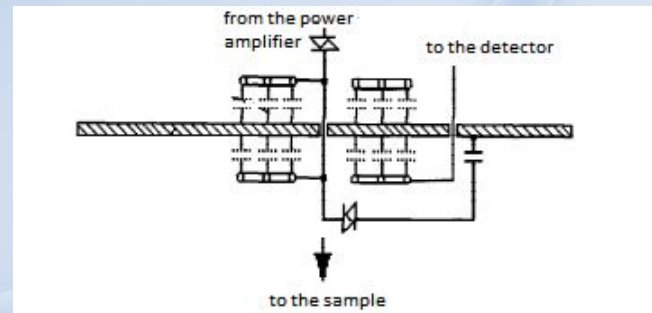 from the power
amplifier
to the detector
to the sample